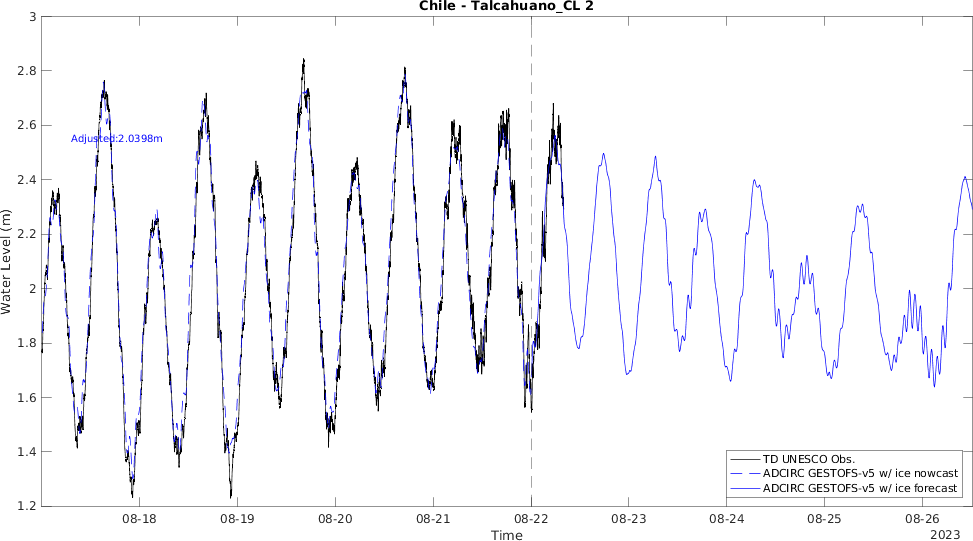 Chile - Talcahuano_CL 2
3
2.8
2.6
2.4
2.2
2
1.8
1.6
1.4
1.2
Water Level (m)
Adjusted:2.0398m
TD UNESCO Obs.
ADCIRC GESTOFS-v5 w/ ice nowcast
ADCIRC GESTOFS-v5 w/ ice forecast
08-18 08-19 08-20 08-21 08-22 08-23 08-24 08-25 08-26
Time
2023